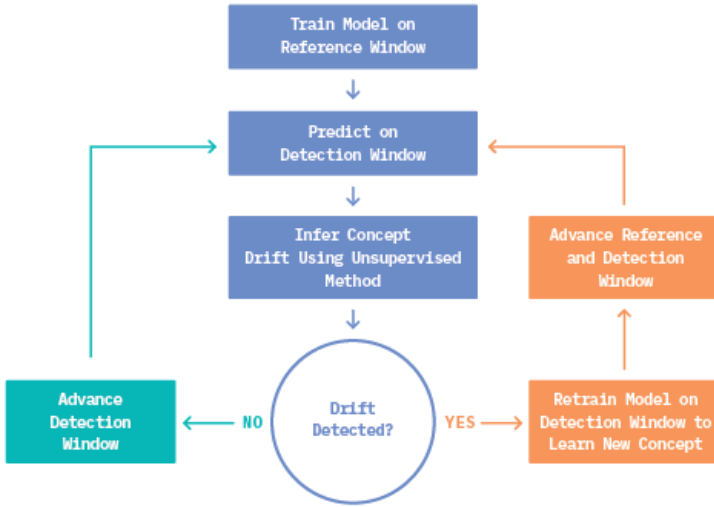 Train Model on
Reference Window
Predict on
Detection Window
Infer Concept
Drift Using Unsupervised
Method
Advance Reference
and Detection
Window
Advance
Detection
Window
NO
Drift
Detected?
YES
Retrain Model on
Detection Window to
Learn New Concept